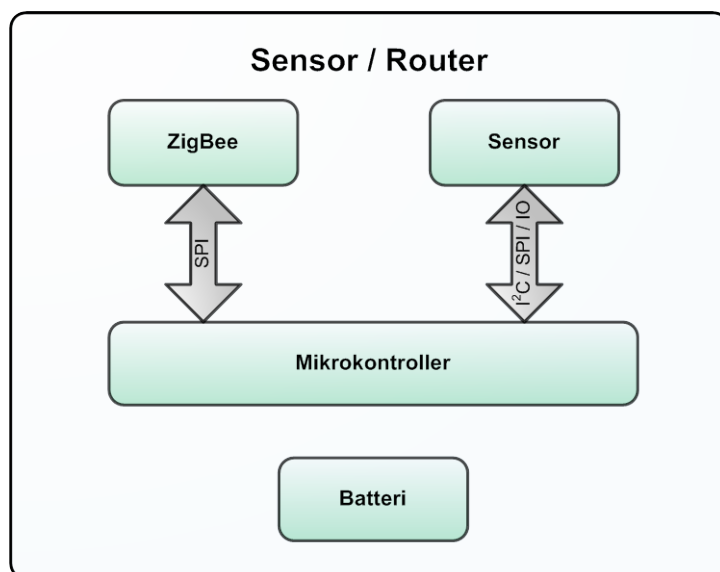 Sensor / Router
ZigBee
Sensor
SPI
I²C / SPI / IO
Mikrokontroller
Batteri